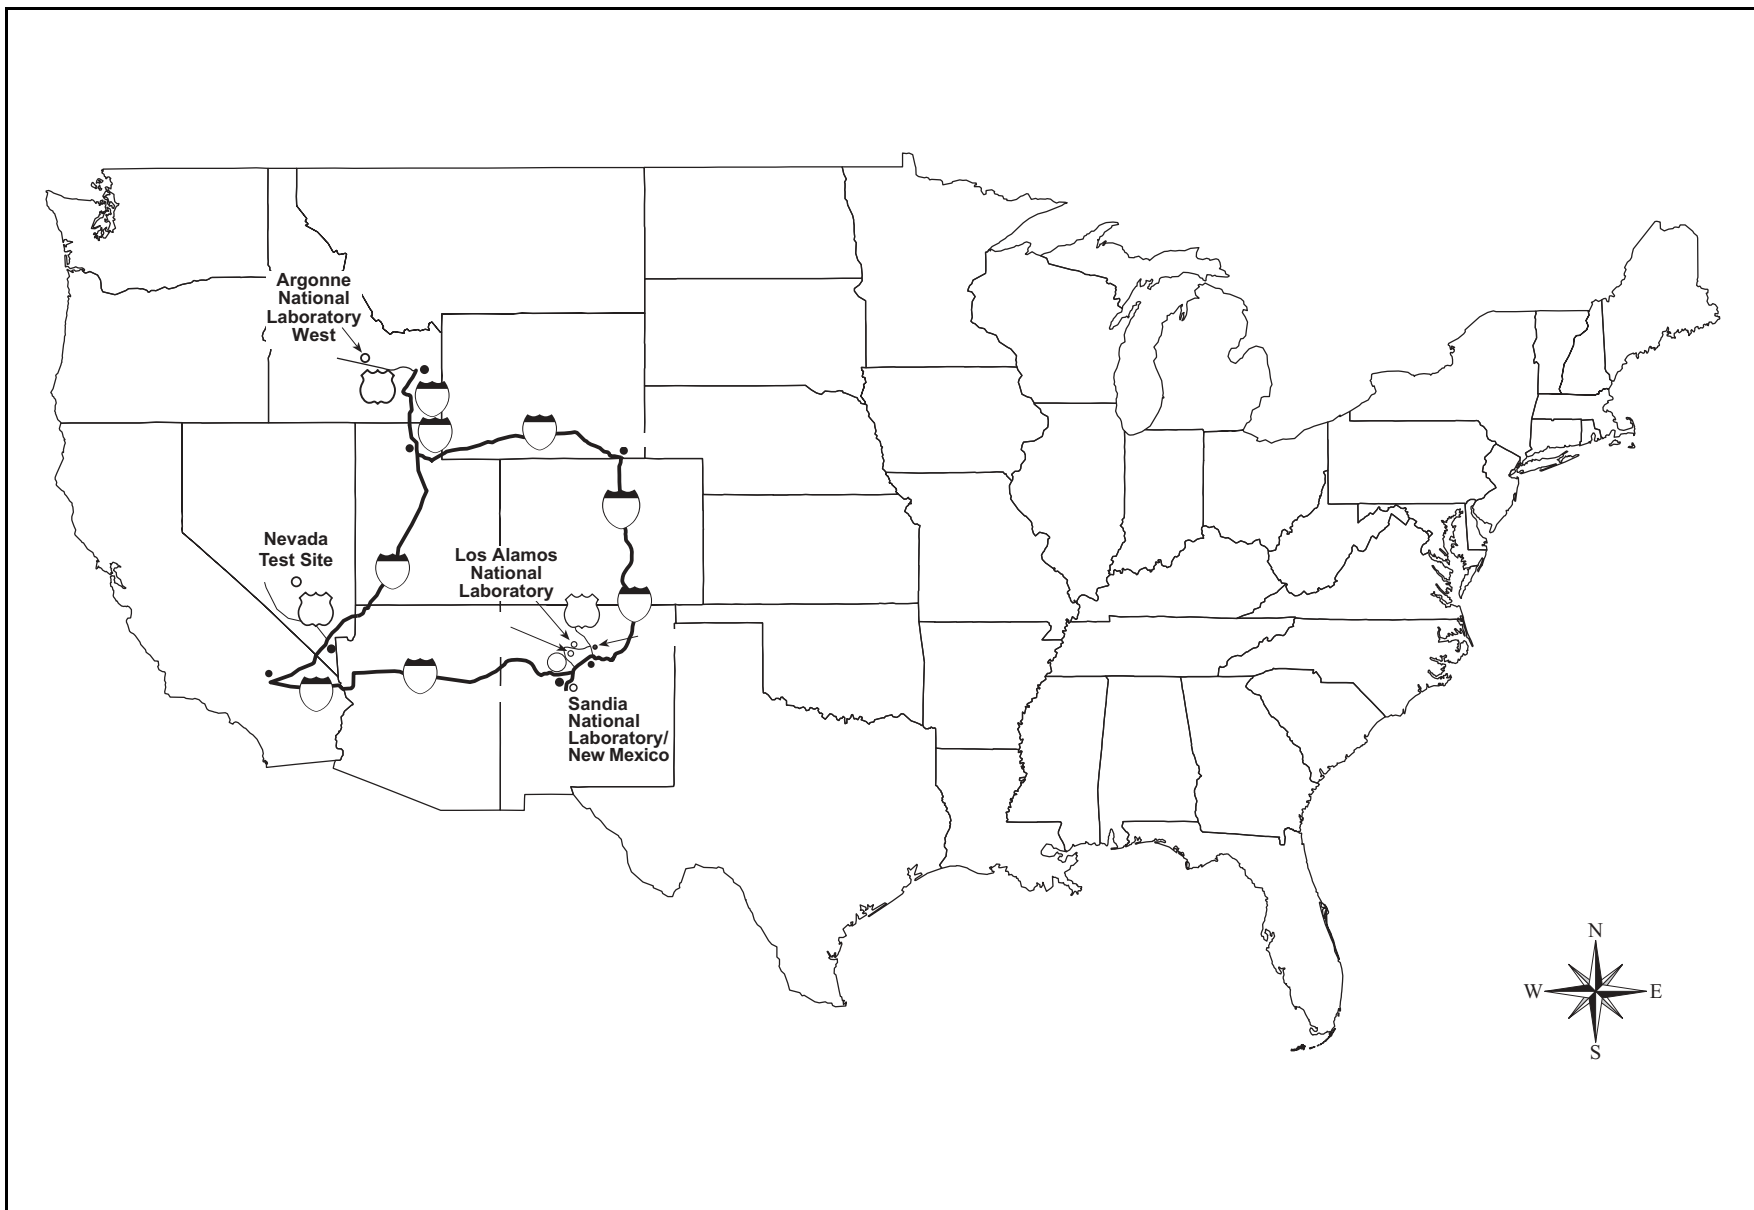 Argonne
National
Laboratory
West
Nevada
Test Site
Los Alamos
National
Laboratory
Sandia
National
Laboratory/
New Mexico
N
W
E
S